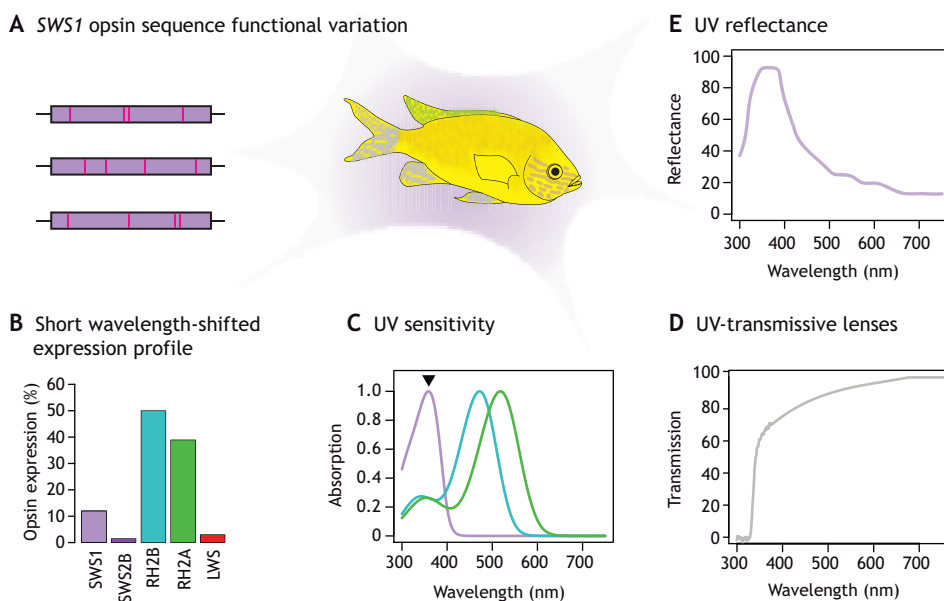 A SWS1 opsin sequence functional variation
B Short wavelength-shifted
expression profile
60
50
40
30
20
10
0
Opsin expression (%)
SWS1
SWS2B
RH2B
RH2A
LWS
C UV sensitivity
1.0
0.8
0.6
0.4
0.2
0
Absorption
300 400 500 600 700
Wavelength (nm)
E UV reflectance
100
80
60
40
20
0
Reflectance
300 400 500 600 700
Wavelength (nm)
D UV-transmissive lenses
100
80
60
40
20
0
Transmission
300 400 500 600 700
Wavelength (nm)